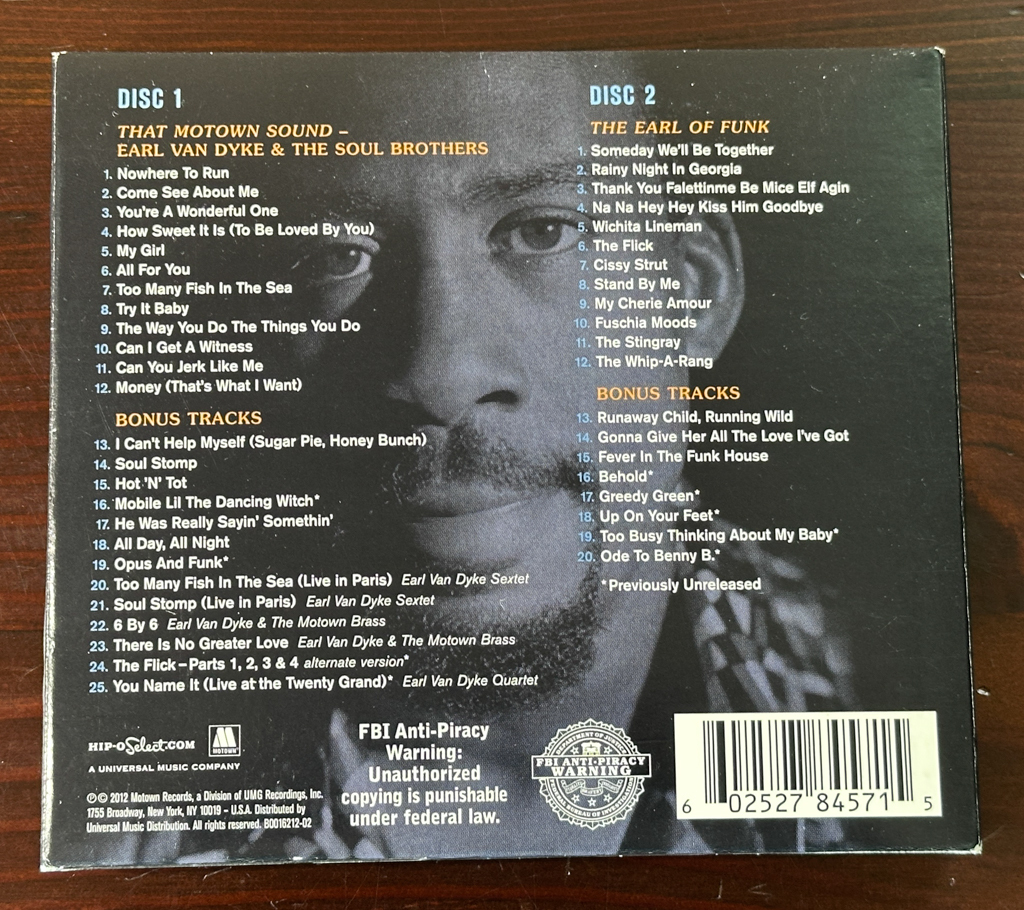 DISC 1
THAT MOTOWN SOUND –
EARL VAN DYKE & THE SOUL BROTHERS
1. Nowhere To Run
2. Come See About Me
3. You're A Wonderful One
4. How Sweet It Is (To Be Loved By You)
5. My Girl
6. All For You
7. Too Many Fish In The Sea
8. Try It Baby
9. The Way You Do The Things You Do
10. Can I Get A Witness
11. Can You Jerk Like Me
12. Money (That's What I Want)
BONUS TRACKS
13. I Can't Help Myself (Sugar Pie, Honey Bunch)
14. Soul Stomp
15. Hot 'N' Tot
16. Mobile Lil The Dancing Witch*
17. He Was Really Sayin' Somethin'
18. All Day, All Night
19. Opus And Funk*
20. Too Many Fish In The Sea (Live in Paris) Earl Van Dyke Sextet
21. Soul Stomp (Live in Paris) Earl Van Dyke Sextet
22. 6 By 6 Earl Van Dyke & The Motown Brass
23. There Is No Greater Love Earl Van Dyke & The Motown Brass
24. The Flick – Parts 1, 2, 3 & 4 alternate version*
25. You Name It (Live at the Twenty Grand)* Earl Van Dyke Quartet
DISC 2
THE EARL OF FUNK
1. Someday We'll Be Together
2. Rainy Night In Georgia
3. Thank You Falettinme Be Mice Elf Agin
4. Na Na Hey Hey Kiss Him Goodbye
5. Wichita Lineman
6. The Flick
7. Cissy Strut
8. Stand By Me
9. My Cherie Amour
10. Fuschia Moods
11. The Stingray
12. The Whip-A-Rang
BONUS TRACKS
13. Runaway Child, Running Wild
14. Gonna Give Her All The Love I've Got
15. Fever In The Funk House
16. Behold*
17. Greedy Green*
18. Up On Your Feet*
19. Too Busy Thinking About My Baby*
20. Ode To Benny B.*
*Previously Unreleased
HIP-O Select.COM
MOTOWN
A UNIVERSAL MUSIC COMPANY
℗© 2012 Motown Records, a Division of UMG Recordings, Inc.
1755 Broadway, New York, NY 10019 – U.S.A. Distributed by
Universal Music Distribution. All rights reserved. B0016212-02
FBI Anti-Piracy
Warning:
Unauthorized
copying is punishable
under federal law.
DEPARTMENT OF JUSTICE
FBI ANTI-PIRACY
WARNING
6 02527 84571 5